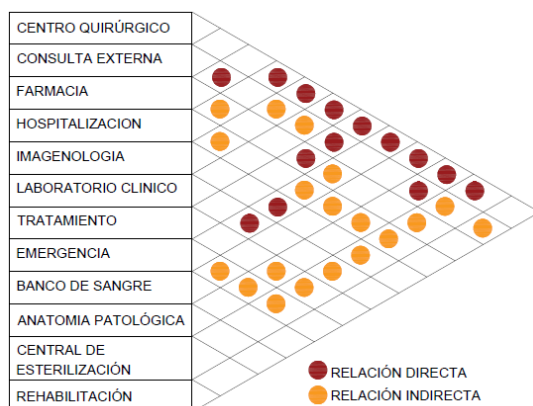 CENTRO QUIRÚRGICO
CONSULTA EXTERNA
FARMACIA
HOSPITALIZACION
IMAGENOLOGIA
LABORATORIO CLINICO
TRATAMIENTO
EMERGENCIA
BANCO DE SANGRE
ANATOMIA PATOLÓGICA
CENTRAL DE
ESTERILIZACIÓN
REHABILITACIÓN
RELACIÓN DIRECTA
RELACIÓN INDIRECTA